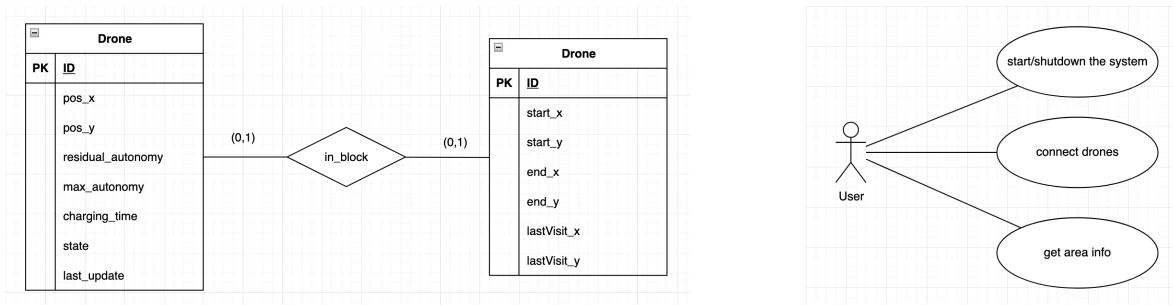 Drone
PK ID
pos_x
pos_y
residual_autonomy
max_autonomy
charging_time
state
last_update
(0,1)
in_block
(0,1)
Drone
PK ID
start_x
start_y
end_x
end_y
lastVisit_x
lastVisit_y
User
start/shutdown the system
connect drones
get area info